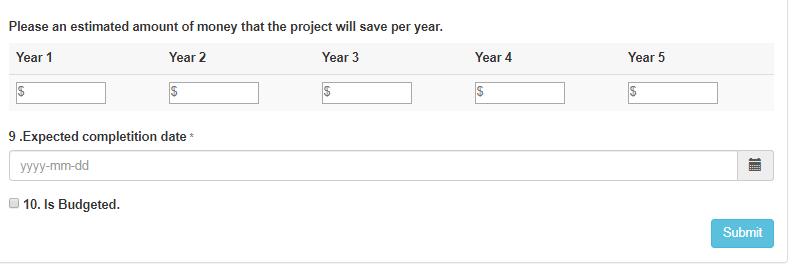 Please an estimated amount of money that the project will save per year.
Year 1 Year 2 Year 3 Year 4 Year 5
$ $ $ $ $
9 .Expected completition date *
yyyy-mm-dd
10. Is Budgeted.
Submit